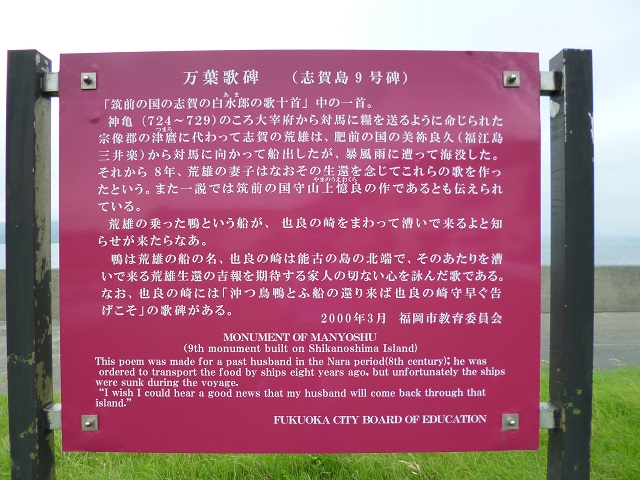 万葉歌碑 （志賀島９号碑）
「筑前の国の志賀の白水郎の歌十首」中の一首。
神亀（724～729）のころ大宰府から対馬に糧を送るように命じられた
宗像郡の津麿に代わって志賀の荒雄は、肥前の国の美祢良久（福江島
三井楽）から対馬に向かって船出したが、暴風雨に遭って海没した。
それから８年、荒雄の妻子はなおその生還を念じてこれらの歌を作っ
たという。また一説では筑前の国守山上憶良の作であるとも伝えられ
ている。
荒雄の乗った鴨という船が、也良の崎をまわって漕いで来るよと知
らせが来たらなあ。
鴨は荒雄の船の名、也良の崎は能古の島の北端で、そのあたりを漕
いで来る荒雄生還の吉報を期待する家人の切ない心を詠んだ歌である。
なお、也良の崎には「沖つ鳥鴨とふ船の還り来ば也良の崎守早く告
げこそ」の歌碑がある。
2000年３月 福岡市教育委員会
MONUMENT OF MANYOSHU
(9th monument built on Shikanoshima Island)
This poem was made for a past husband in the Nara period(8th century); he was
ordered to transport the food by ships eight years ago, but unfortunately the ships
were sunk during the voyage.
"I wish I could hear a good news that my husband will come back through that
island."
FUKUOKA CITY BOARD OF EDUCATION